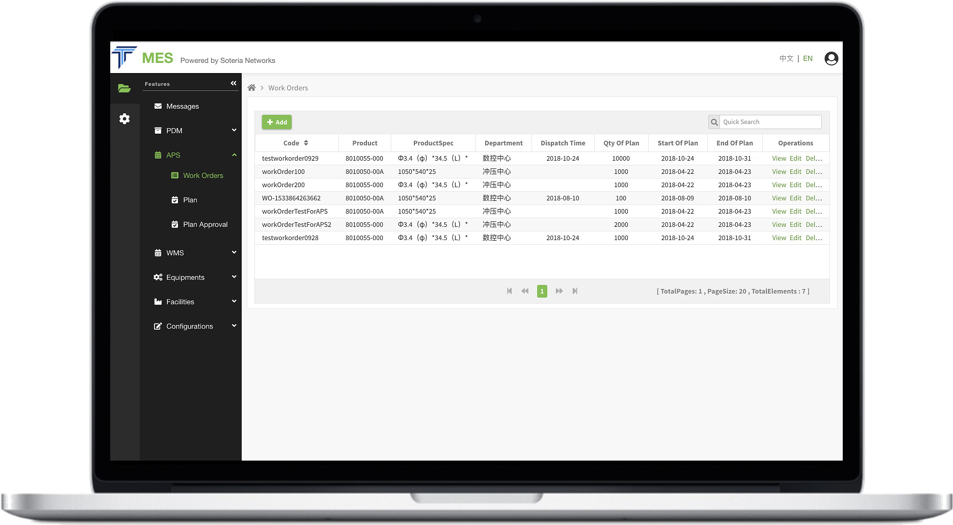 MES Powered by Soteria Networks
中文 | EN
Features
Messages
PDM
APS
Work Orders
Plan
Plan Approval
WMS
Equipments
Facilities
Configurations
Work Orders
Add
Quick Search
Code Product ProductSpec Department Dispatch Time Qty Of Plan Start Of Plan End Of Plan Operations
testworkorder0929 8010055-000 Φ3.4（φ）*34.5（L）* 数控中心 2018-10-24 10000 2018-10-24 2018-10-31 View Edit Del...
workOrder100 8010050-00A 1050*540*25 冲压中心 1000 2018-04-22 2018-04-23 View Edit Del...
workOrder200 8010055-000 Φ3.4（φ）*34.5（L）* 冲压中心 1000 2018-04-22 2018-04-23 View Edit Del...
WO-1533864263662 8010050-00A 1050*540*25 数控中心 2018-08-10 100 2018-08-09 2018-08-10 View Edit Del...
workOrderTestForAPS 8010050-00A 1050*540*25 冲压中心 1000 2018-04-22 2018-04-23 View Edit Del...
workOrderTestForAPS2 8010055-000 Φ3.4（φ）*34.5（L）* 冲压中心 2000 2018-04-22 2018-04-23 View Edit Del...
testworkorder0928 8010055-000 Φ3.4（φ）*34.5（L）* 数控中心 2018-10-24 1000 2018-10-24 2018-10-31 View Edit Del...
1
[ TotalPages: 1 , PageSize: 20 , TotalElements : 7 ]